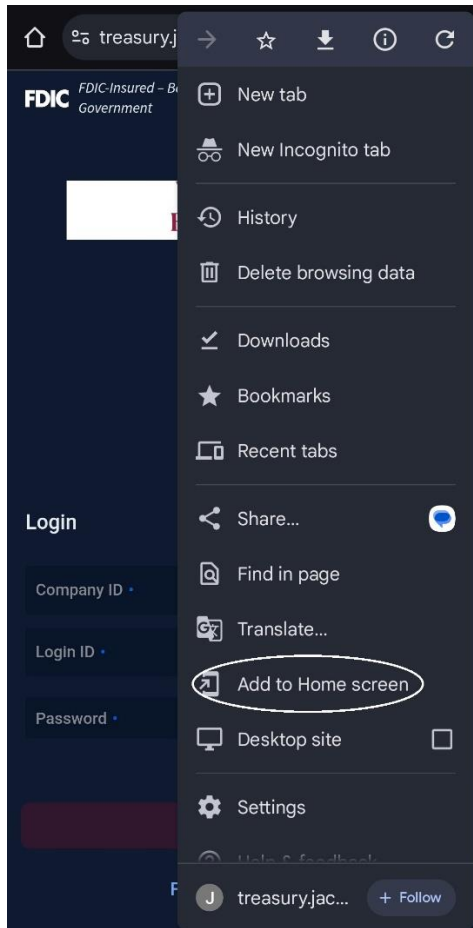 treasury.j
FDIC FDIC-Insured – Ba
Government
New tab
New Incognito tab
History
Delete browsing data
Downloads
Bookmarks
Recent tabs
Login
Share...
Find in page
Company ID
Translate...
Login ID
Add to Home screen
Password
Desktop site
Settings
Help & feedback
F
J treasury.jac... + Follow